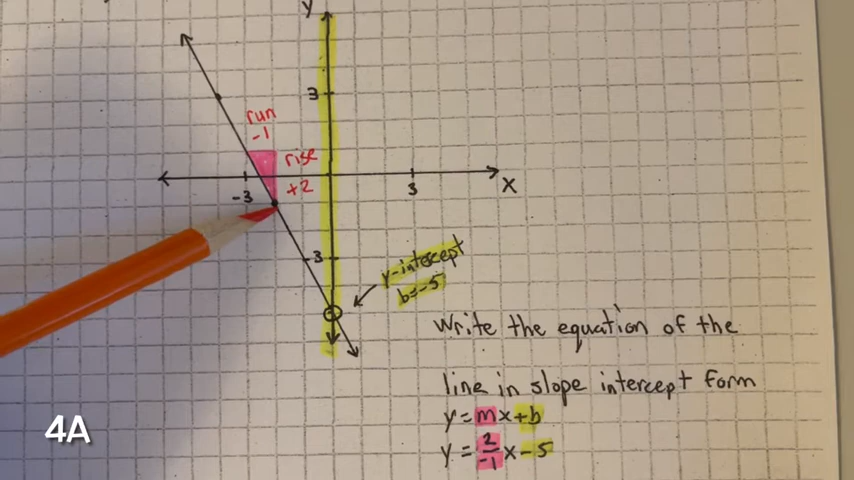 y
3
run
-1
rise
+2
-3
3
x
-3
y-intercept
b=-5
Write the equation of the
line in slope intercept form
y=mx+b
y=2/-1x-5
4A